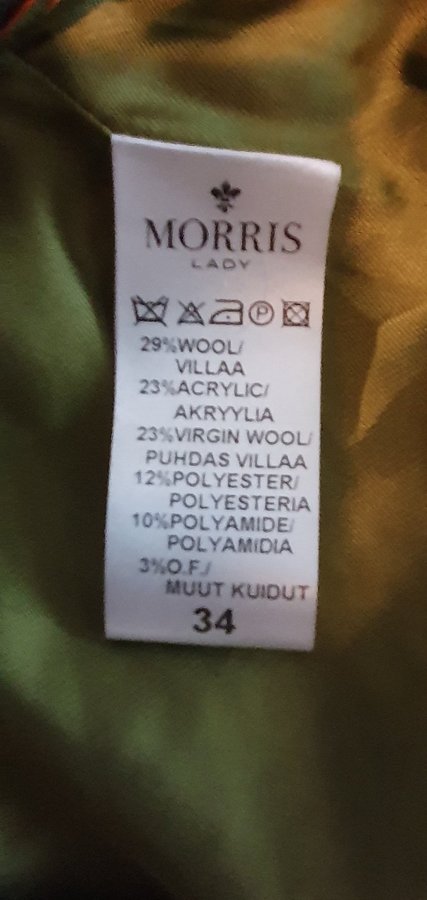 MORRIS
LADY
P
29%WOOL/
VILLAA
23%ACRYLIC/
AKRYYLIA
23%VIRGIN WOOL/
PUHDAS VILLAA
12%POLYESTER/
POLYESTERIA
10%POLYAMIDE/
POLYAMIDIA
3%O.F./
MUUT KUIDUT
34